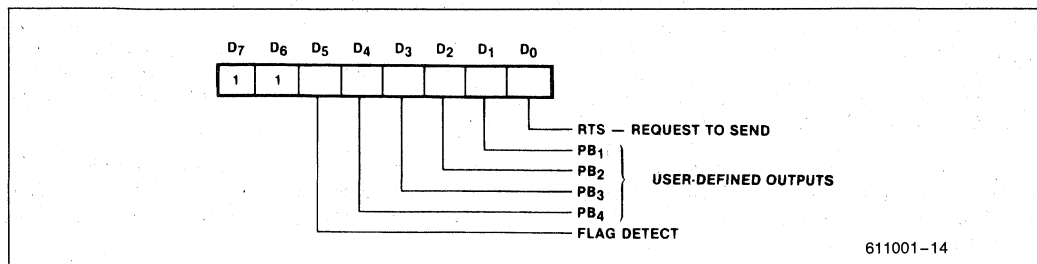 D7 D6 D5 D4 D3 D2 D1 D0
1 1
RTS — REQUEST TO SEND
PB1
PB2
USER-DEFINED OUTPUTS
PB3
PB4
FLAG DETECT
611001–14